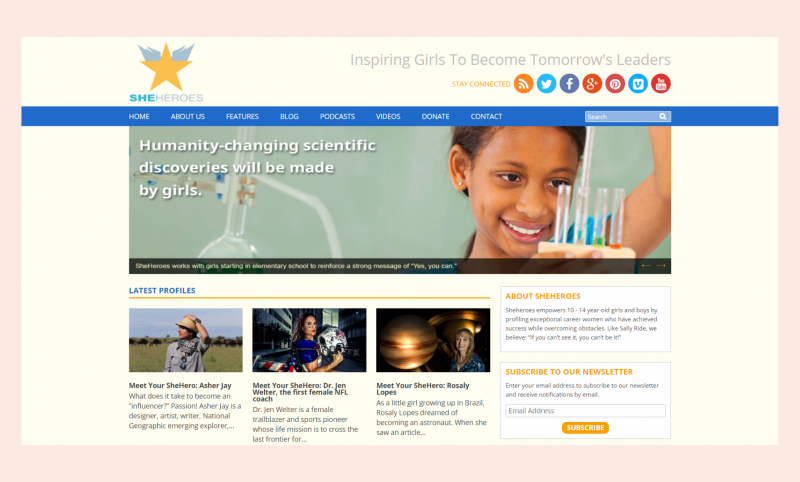 SHEHEROES
Inspiring Girls To Become Tomorrow's Leaders
STAY CONNECTED
You
Tube
HOME ABOUT US FEATURES BLOG PODCASTS VIDEOS DONATE CONTACT
Search
Humanity-changing scientific
discoveries will be made
by girls.
SheHeroes works with girls starting in elementary school to reinforce a strong message of "Yes, you can."
LATEST PROFILES
Meet Your SheHero: Asher Jay
What does it take to become an
"influencer?" Passion! Asher Jay is a
designer, artist, writer, National
Geographic emerging explorer,...
Meet Your SheHero: Dr. Jen
Welter, the first female NFL
coach
Dr. Jen Welter is a female
trailblazer and sports pioneer
whose life mission is to cross the
last frontier for...
Meet Your SheHero: Rosaly
Lopes
As a little girl growing up in Brazil,
Rosaly Lopes dreamed of
becoming an astronaut. When she
saw an article...
ABOUT SHEHEROES
Sheheroes empowers 10 - 14 year-old girls and boys by
profiling exceptional career women who have achieved
success while overcoming obstacles. Like Sally Ride, we
believe: "If you can't see it, you can't be it!"
SUBSCRIBE TO OUR NEWSLETTER
Enter your email address to subscribe to our newsletter
and receive notifications by email.
Email Address
SUBSCRIBE